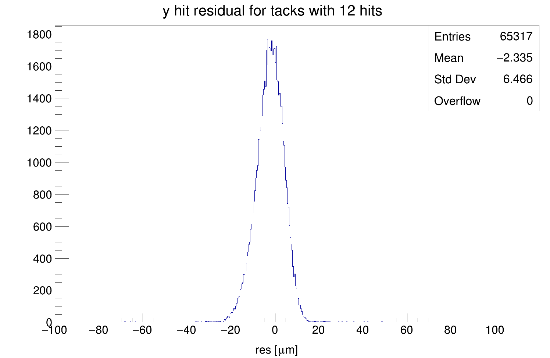 y hit residual for tacks with 12 hits
Entries 65317
Mean −2.335
Std Dev 6.466
Overflow 0
1800
1600
1400
1200
1000
800
600
400
200
0
−100 −80 −60 −40 −20 0 20 40 60 80 100
res [μm]